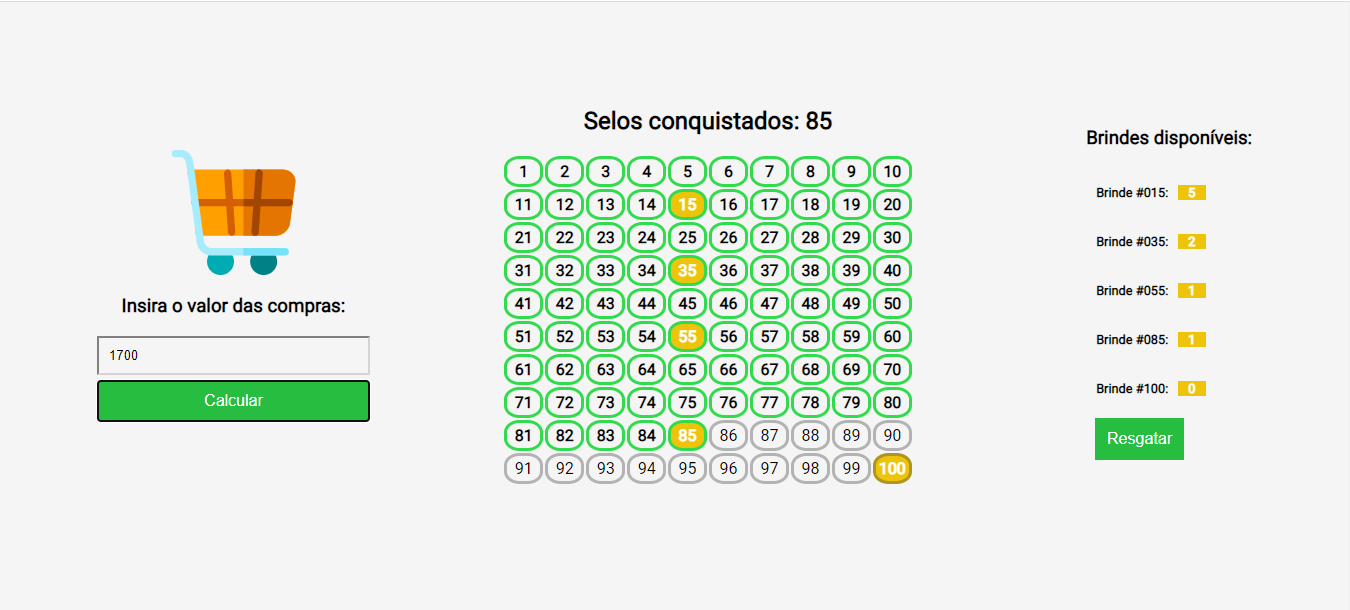 Insira o valor das compras:
1700
Calcular
Selos conquistados: 85
1 2 3 4 5 6 7 8 9 10
11 12 13 14 15 16 17 18 19 20
21 22 23 24 25 26 27 28 29 30
31 32 33 34 35 36 37 38 39 40
41 42 43 44 45 46 47 48 49 50
51 52 53 54 55 56 57 58 59 60
61 62 63 64 65 66 67 68 69 70
71 72 73 74 75 76 77 78 79 80
81 82 83 84 85 86 87 88 89 90
91 92 93 94 95 96 97 98 99 100
Brindes disponíveis:
Brinde #015: 5
Brinde #035: 2
Brinde #055: 1
Brinde #085: 1
Brinde #100: 0
Resgatar